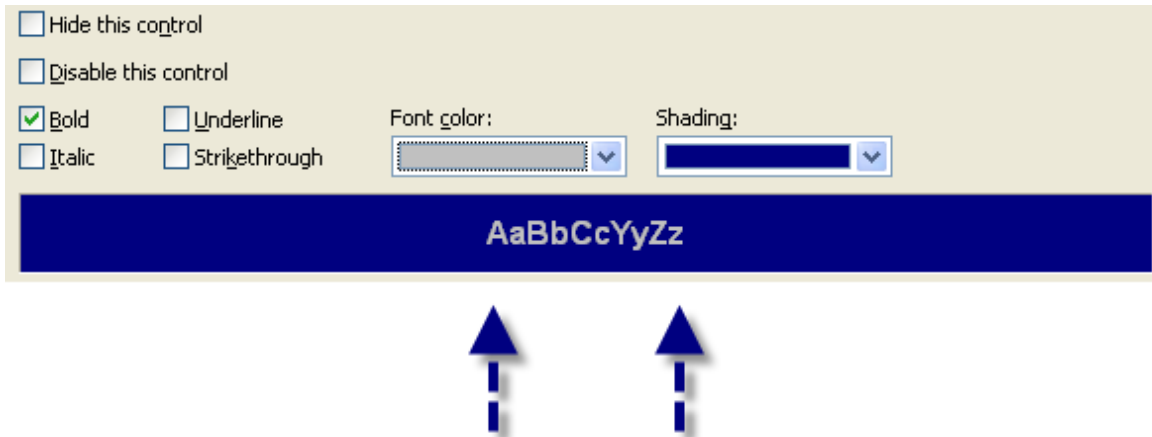 Hide this control
Disable this control
Bold Underline Font color: Shading:
Italic Strikethrough
AaBbCcYyZz